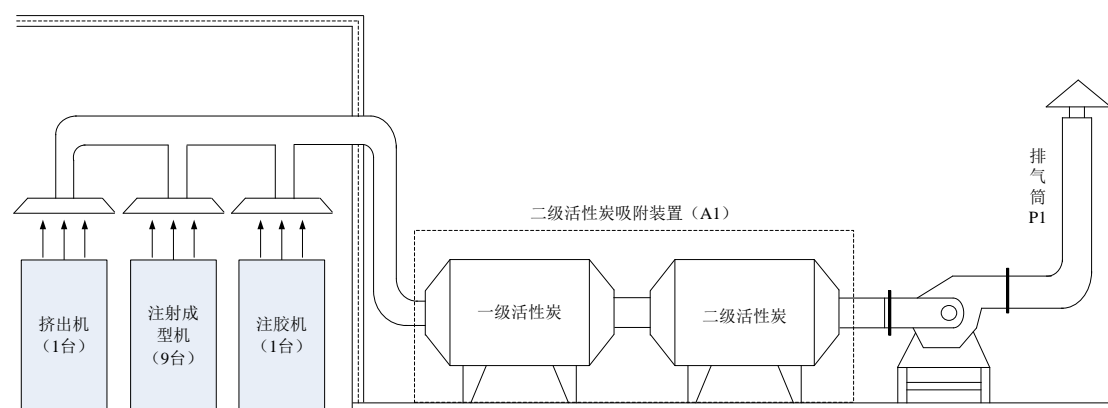 排
气
筒
P1
二级活性炭吸附装置（A1）
挤出机
（1台）
注射成
型机
（9台）
注胶机
（1台）
一级活性炭
二级活性炭